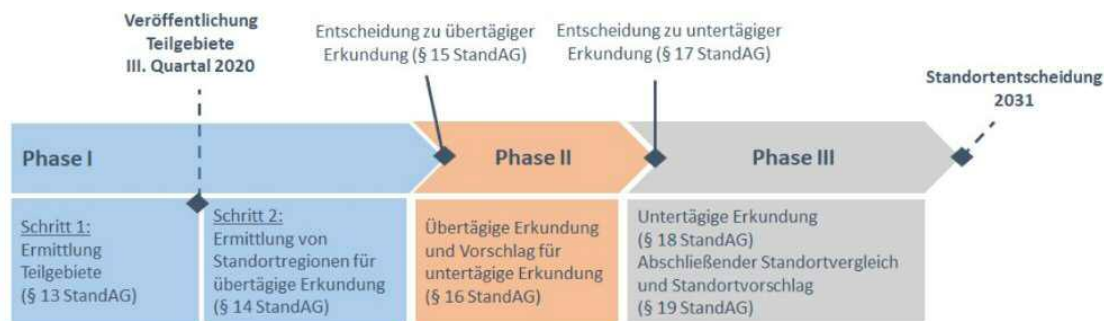 Veröffentlichung
Teilgebiete
III. Quartal 2020
Entscheidung zu übertägiger
Erkundung (§ 15 StandAG)
Entscheidung zu untertägiger
Erkundung (§ 17 StandAG)
Standortentscheidung
2031
Phase I
Phase II
Phase III
Schritt 1:
Ermittlung
Teilgebiete
(§ 13 StandAG)
Schritt 2:
Ermittlung von
Standortregionen für
übertägige Erkundung
(§ 14 StandAG)
Übertägige Erkundung
und Vorschlag für
untertägige Erkundung
(§ 16 StandAG)
Untertägige Erkundung
(§ 18 StandAG)
Abschließender Standortvergleich
und Standortvorschlag
(§ 19 StandAG)